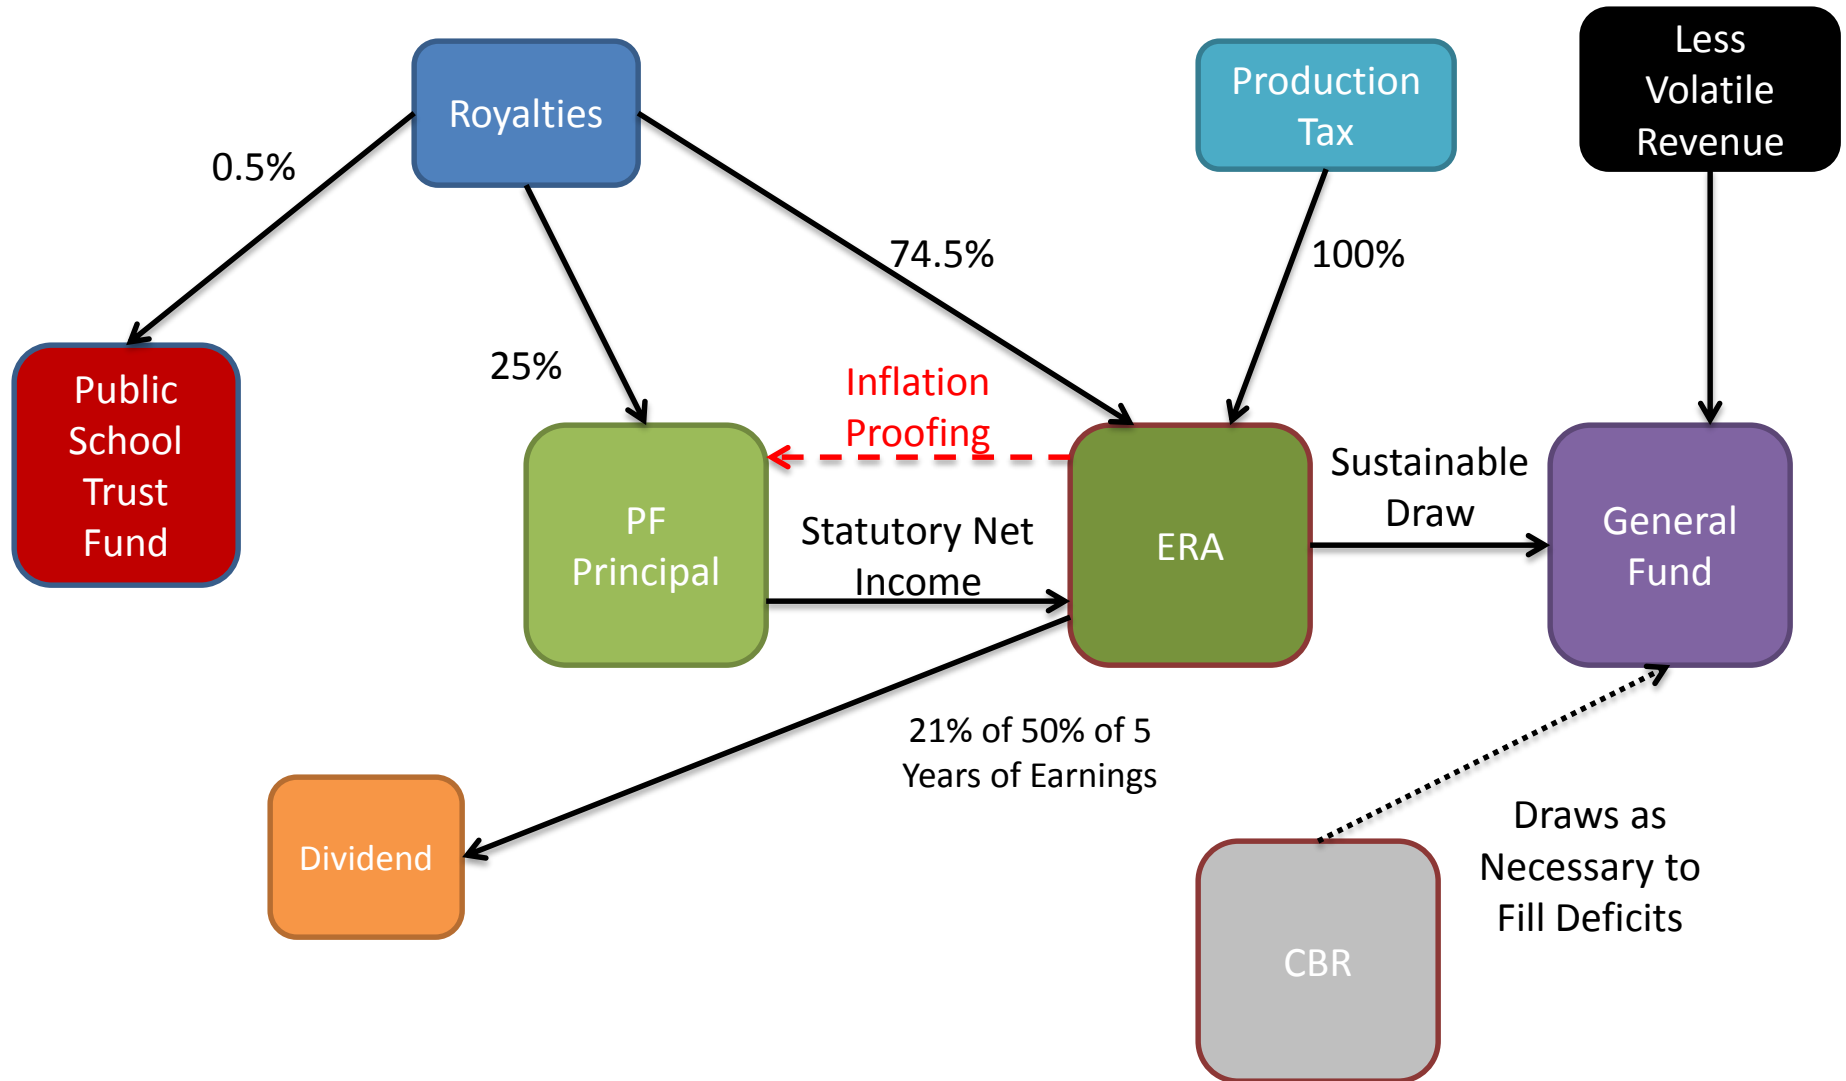 Royalties
Production
Tax
Less
Volatile
Revenue
0.5%
74.5%
100%
25%
Public
School
Trust
Fund
Inflation
Proofing
PF
Principal
Statutory Net
Income
ERA
Sustainable
Draw
General
Fund
21% of 50% of 5
Years of Earnings
Dividend
Draws as
Necessary to
Fill Deficits
CBR